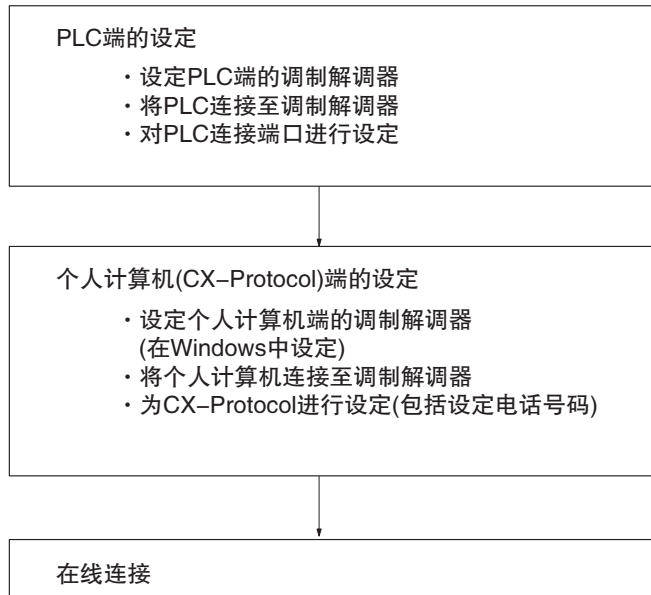 PLC端的设定
・设定PLC端的调制解调器
・将PLC连接至调制解调器
・对PLC连接端口进行设定
个人计算机(CX–Protocol)端的设定
・设定个人计算机端的调制解调器
(在Windows中设定)
・将个人计算机连接至调制解调器
・为CX–Protocol进行设定(包括设定电话号码)
在线连接